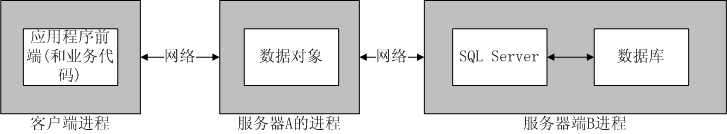 应用程序前
端(和业务代
码)
网络
数据对象
网络
SQL Server
数据库
客户端进程
服务器A的进程
服务器端B进程